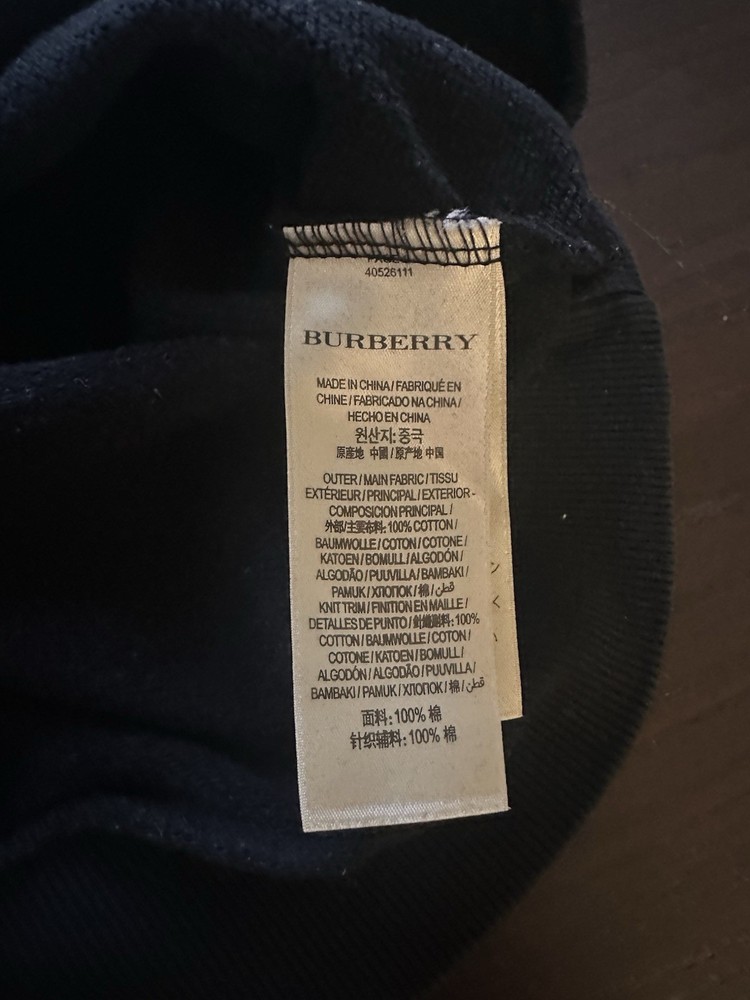 40526111
BURBERRY
MADE IN CHINA / FABRIQUÉ EN
CHINE / FABRICADO NA CHINA /
HECHO EN CHINA
원산지: 중국
原産地 中國 / 原产地 中国
OUTER / MAIN FABRIC / TISSU
EXTÉRIEUR / PRINCIPAL / EXTERIOR -
COMPOSICION PRINCIPAL /
外部/主要布料: 100% COTTON /
BAUMWOLLE / COTON / COTONE /
KATOEN / BOMULL / ALGODÓN /
ALGODÃO / PUUVILLA / BAMBAKI /
PAMUK / ХЛОПОК / 棉 / قطن
KNIT TRIM / FINITION EN MAILLE /
DETALLES DE PUNTO / 針織副料: 100%
COTTON / BAUMWOLLE / COTON /
COTONE / KATOEN / BOMULL /
ALGODÓN / ALGODÃO / PUUVILLA /
BAMBAKI / PAMUK / ХЛОПОК / 棉 / قطن
面料: 100% 棉
针织辅料: 100% 棉